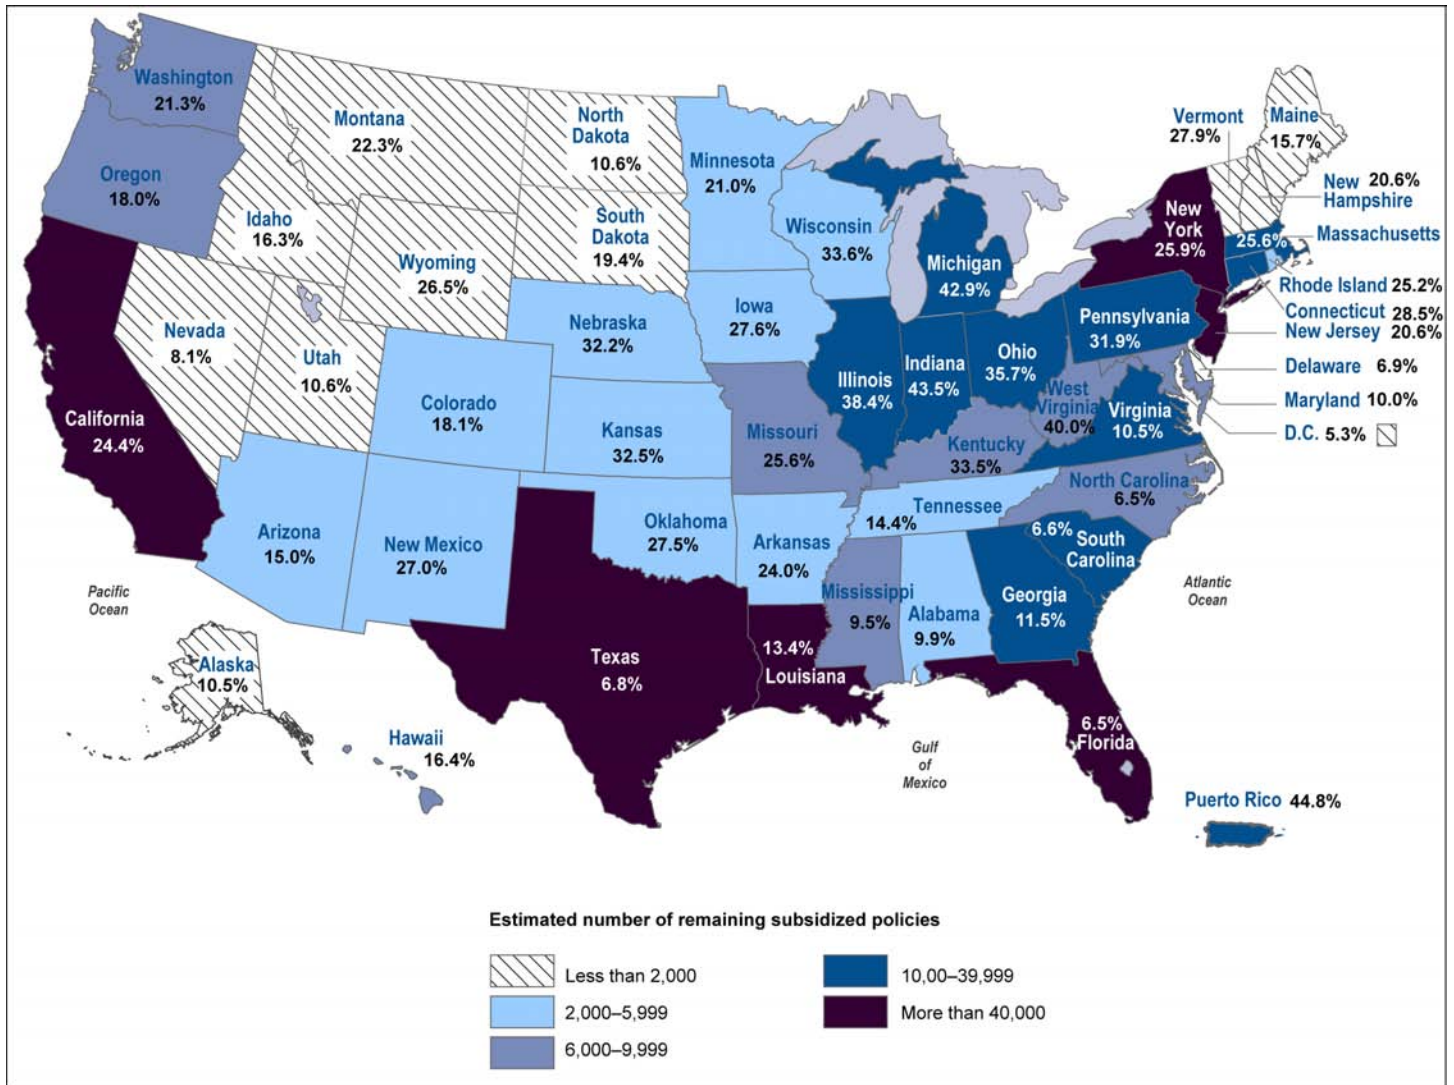 Washington
21.3%
Oregon
18.0%
California
24.4%
Nevada
8.1%
Idaho
16.3%
Montana
22.3%
Wyoming
26.5%
Utah
10.6%
Arizona
15.0%
Colorado
18.1%
New Mexico
27.0%
North
Dakota
10.6%
South
Dakota
19.4%
Nebraska
32.2%
Kansas
32.5%
Oklahoma
27.5%
Texas
6.8%
Minnesota
21.0%
Iowa
27.6%
Missouri
25.6%
Arkansas
24.0%
13.4%
Louisiana
Wisconsin
33.6%
Illinois
38.4%
Michigan
42.9%
Indiana
43.5%
Ohio
35.7%
Kentucky
33.5%
Tennessee
14.4%
Mississippi
9.5%
Alabama
9.9%
Georgia
11.5%
6.5%
Florida
6.6%
South
Carolina
North Carolina
6.5%
Virginia
10.5%
West
Virginia
40.0%
Pennsylvania
31.9%
New
York
25.9%
Vermont
27.9%
Maine
15.7%
New 20.6%
Hampshire
25.6% Massachusetts
Rhode Island 25.2%
Connecticut 28.5%
New Jersey 20.6%
Delaware 6.9%
Maryland 10.0%
D.C. 5.3%
Pacific
Ocean
Atlantic
Ocean
Gulf
of
Mexico
Alaska
10.5%
Hawaii
16.4%
Puerto Rico 44.8%
Estimated number of remaining subsidized policies
Less than 2,000
2,000–5,999
6,000–9,999
10,00–39,999
More than 40,000